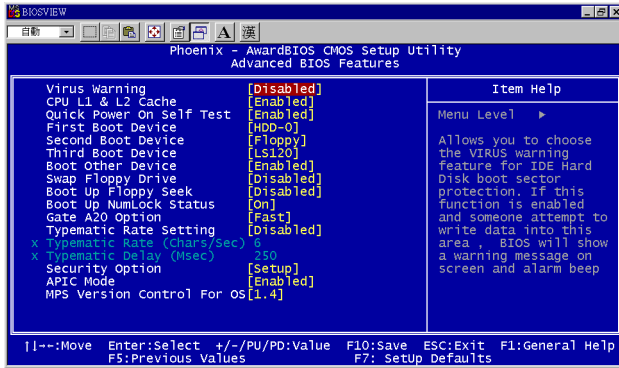 BIOSVIEW
自動
A 漢
Phoenix - AwardBIOS CMOS Setup Utility
Advanced BIOS Features
Virus Warning [Disabled]
CPU L1 & L2 Cache [Enabled]
Quick Power On Self Test [Enabled]
First Boot Device [HDD-0]
Second Boot Device [Floppy]
Third Boot Device [LS120]
Boot Other Device [Enabled]
Swap Floppy Drive [Disabled]
Boot Up Floppy Seek [Disabled]
Boot Up NumLock Status [On]
Gate A20 Option [Fast]
Typematic Rate Setting [Disabled]
x Typematic Rate (Chars/Sec) 6
x Typematic Delay (Msec) 250
Security Option [Setup]
APIC Mode [Enabled]
MPS Version Control For OS[1.4]
Item Help
Menu Level ►
Allows you to choose
the VIRUS warning
feature for IDE Hard
Disk boot sector
protection. If this
function is enabled
and someone attempt to
write data into this
area , BIOS will show
a warning message on
screen and alarm beep
↑↓→←:Move Enter:Select +/-/PU/PD:Value F10:Save ESC:Exit F1:General Help
F5:Previous Values F7: SetUp Defaults